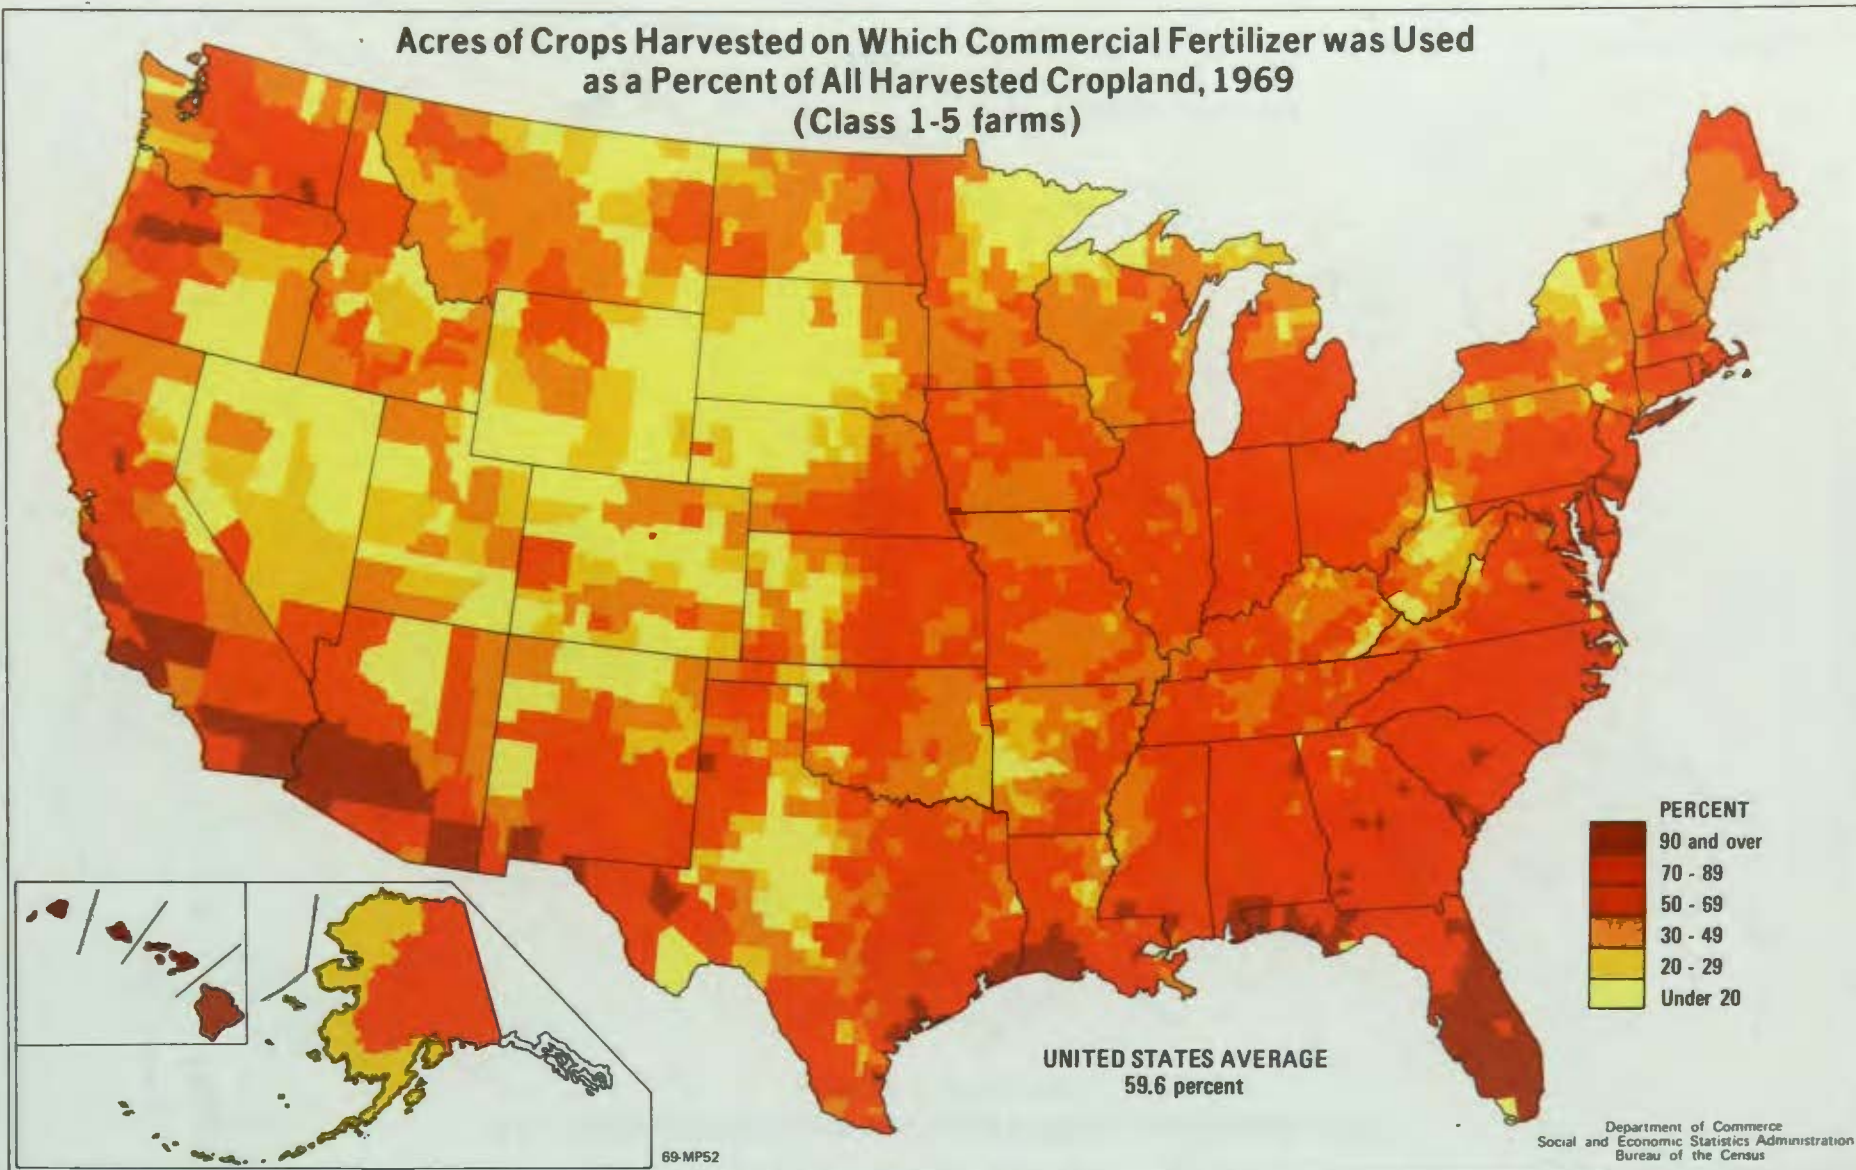 Acres of Crops Harvested on Which Commercial Fertilizer was Used
as a Percent of All Harvested Cropland, 1969
(Class 1-5 farms)
PERCENT
90 and over
70 - 89
50 - 69
30 - 49
20 - 29
Under 20
UNITED STATES AVERAGE
59.6 percent
69-MP52
Department of Commerce
Social and Economic Statistics Administration
Bureau of the Census